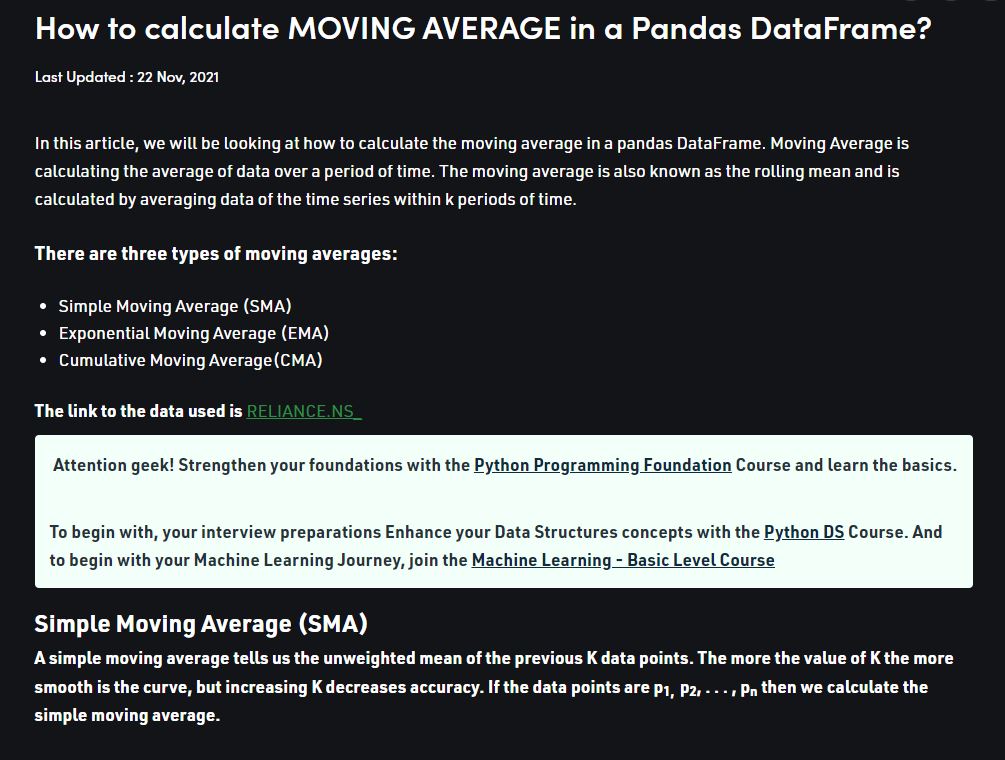 How to calculate MOVING AVERAGE in a Pandas DataFrame?
Last Updated : 22 Nov, 2021
In this article, we will be looking at how to calculate the moving average in a pandas DataFrame. Moving Average is
calculating the average of data over a period of time. The moving average is also known as the rolling mean and is
calculated by averaging data of the time series within k periods of time.
There are three types of moving averages:
• Simple Moving Average (SMA)
• Exponential Moving Average (EMA)
• Cumulative Moving Average(CMA)
The link to the data used is RELIANCE.NS_
Attention geek! Strengthen your foundations with the Python Programming Foundation Course and learn the basics.
To begin with, your interview preparations Enhance your Data Structures concepts with the Python DS Course. And
to begin with your Machine Learning Journey, join the Machine Learning - Basic Level Course
Simple Moving Average (SMA)
A simple moving average tells us the unweighted mean of the previous K data points. The more the value of K the more
smooth is the curve, but increasing K decreases accuracy. If the data points are p₁, p₂, . . . , pₙ then we calculate the
simple moving average.